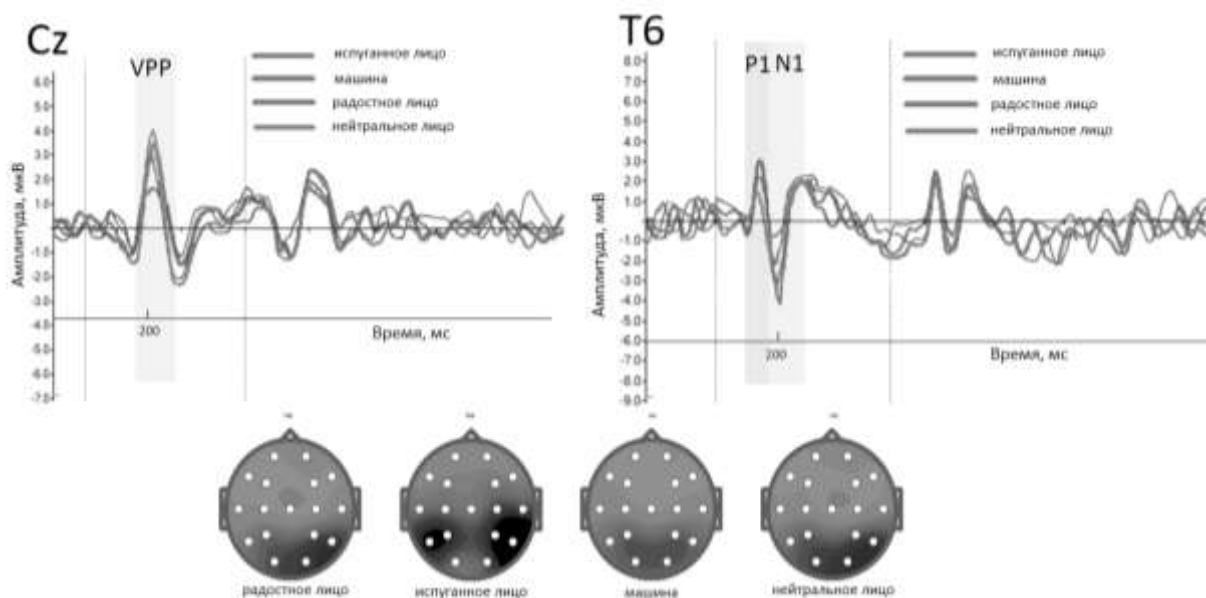 Cz
VPP
испуганное лицо
машина
радостное лицо
нейтральное лицо
Амплитуда, мкВ
6.0
5.0
4.0
3.0
2.0
1.0
-1.0
-2.0
-3.0
-4.0
-5.0
-6.0
-7.0
200
Время, мс
T6
P1 N1
испуганное лицо
машина
радостное лицо
нейтральное лицо
Амплитуда, мкВ
8.0
7.0
6.0
5.0
4.0
3.0
2.0
1.0
-1.0
-2.0
-3.0
-4.0
-5.0
-6.0
-7.0
-8.0
-9.0
200
Время, мс
радостное лицо
испуганное лицо
машина
нейтральное лицо